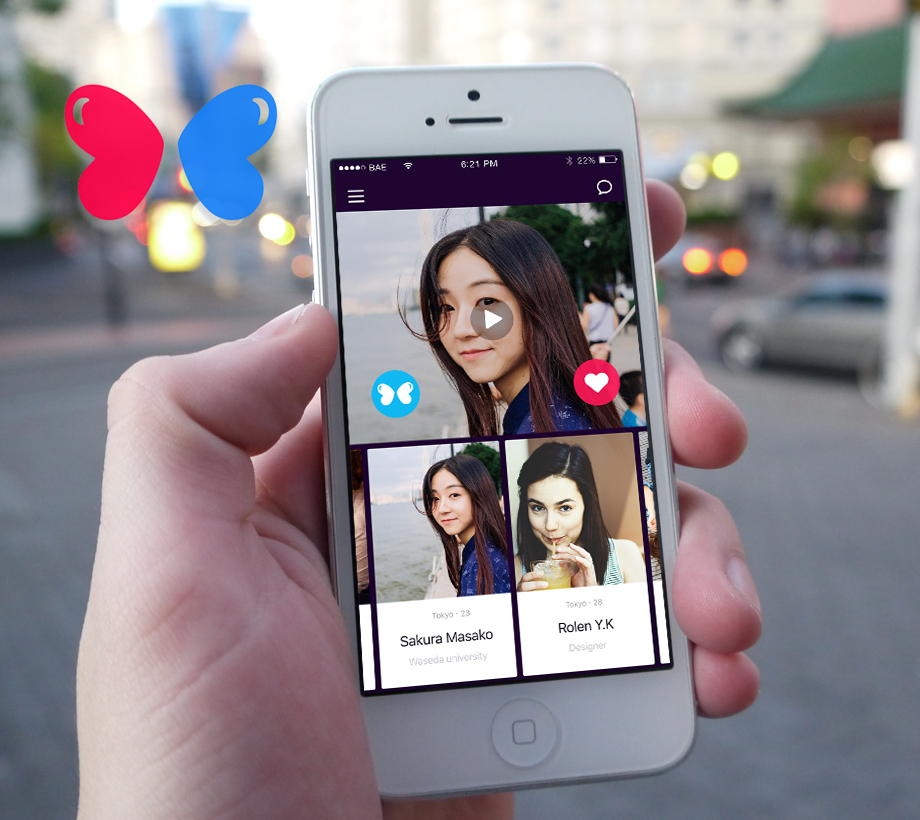 BAE 6:21 PM 22%
Tokyo - 23
Sakura Masako
Waseda university
Tokyo - 28
Rolen Y.K
Designer